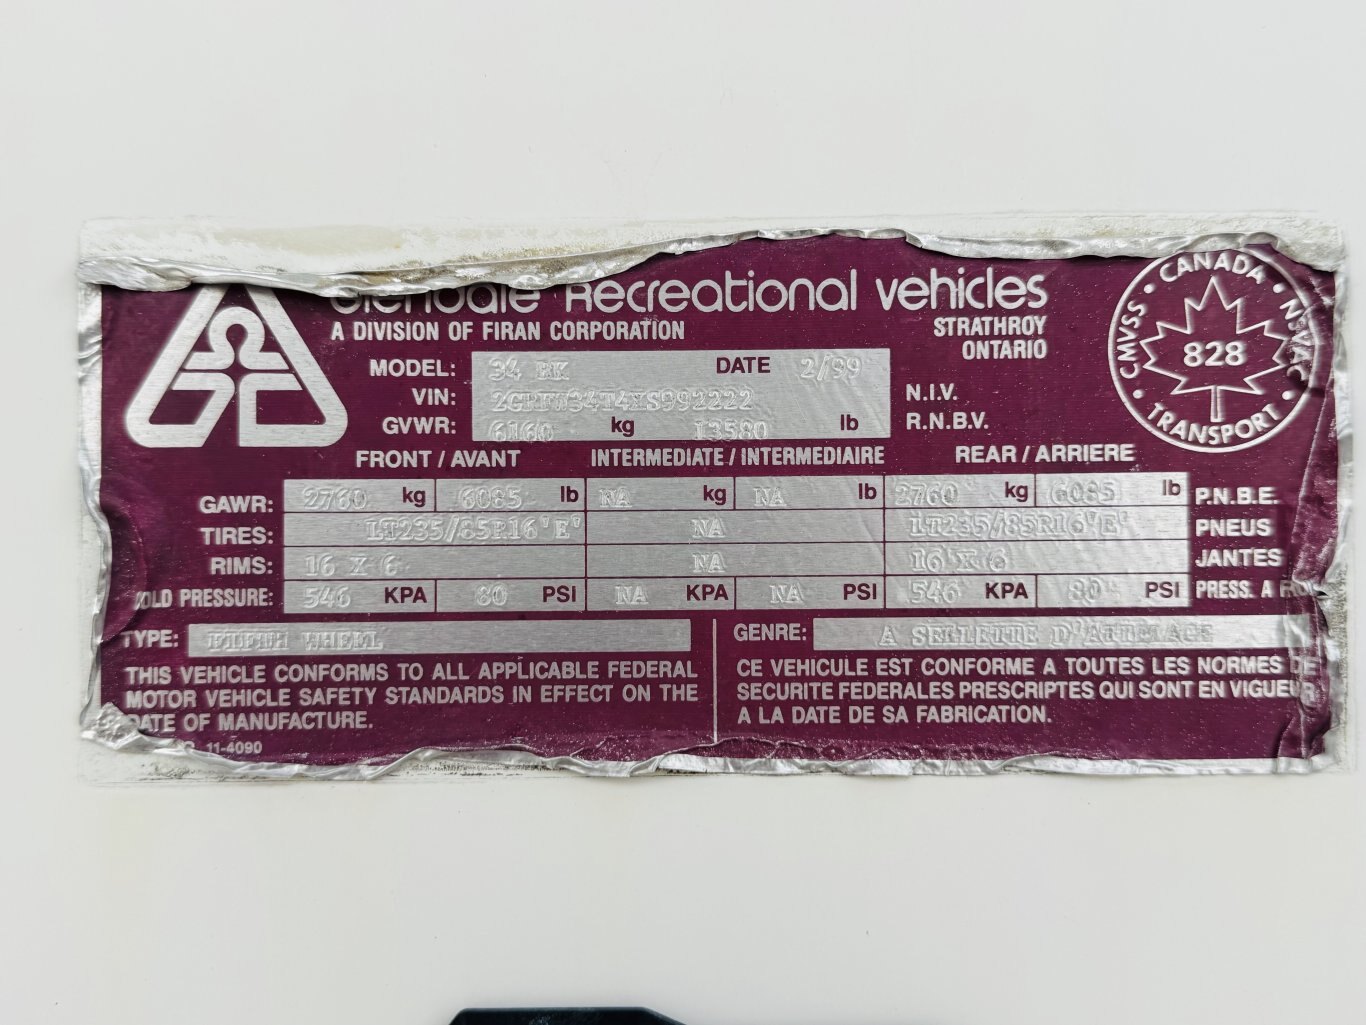 Glendale Recreational vehicles
A DIVISION OF FIRAN CORPORATION
STRATHROY
ONTARIO
CMVSS • CANADA • NSVAC • TRANSPORT •
828
MODEL: 34 BK DATE 2/99
VIN: N.I.V.
GVWR: 6160 kg 13580 lb R.N.B.V.
FRONT / AVANT INTERMEDIATE / INTERMEDIAIRE REAR / ARRIERE
GAWR: 2760 kg 6085 lb NA kg NA lb 2760 kg 6085 lb P.N.B.E.
TIRES: LT235/85R16'E' NA LT235/85R16'E' PNEUS
RIMS: 16 X 6 NA 16 X 6 JANTES
COLD PRESSURE: 546 KPA 80 PSI NA KPA NA PSI 546 KPA 80 PSI PRESS. A
TYPE: FIFTH WHEEL GENRE: A SELLETTE D'ATTELAGE
THIS VEHICLE CONFORMS TO ALL APPLICABLE FEDERAL
MOTOR VEHICLE SAFETY STANDARDS IN EFFECT ON THE
DATE OF MANUFACTURE.
CE VEHICULE EST CONFORME A TOUTES LES NORMES DE
SECURITE FEDERALES PRESCRIPTES QUI SONT EN VIGUEUR
A LA DATE DE SA FABRICATION.
11-4090